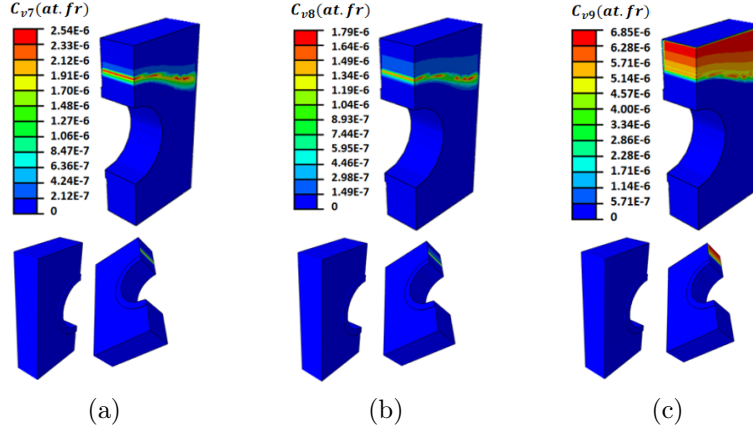 C_v7(at.fr)
2.54E-6
2.33E-6
2.12E-6
1.91E-6
1.70E-6
1.48E-6
1.27E-6
1.06E-6
8.47E-7
6.36E-7
4.24E-7
2.12E-7
0
(a)
C_v8(at.fr)
1.79E-6
1.64E-6
1.49E-6
1.34E-6
1.19E-6
1.04E-6
8.93E-7
7.44E-7
5.95E-7
4.46E-7
2.98E-7
1.49E-7
0
(b)
C_v9(at.fr)
6.85E-6
6.28E-6
5.71E-6
5.14E-6
4.57E-6
4.00E-6
3.34E-6
2.86E-6
2.28E-6
1.71E-6
1.14E-6
5.71E-7
0
(c)